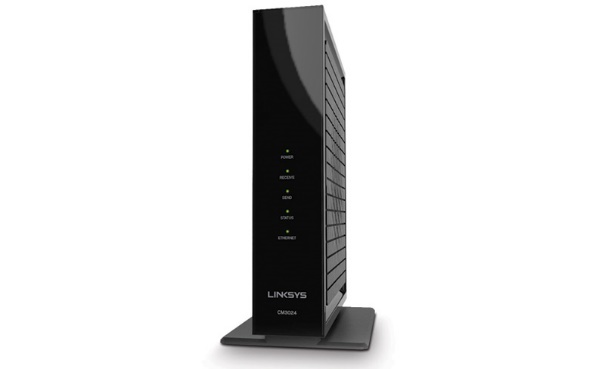 POWER
RECEIVE
SEND
STATUS
ETHERNET
LINKSYS
CM3024